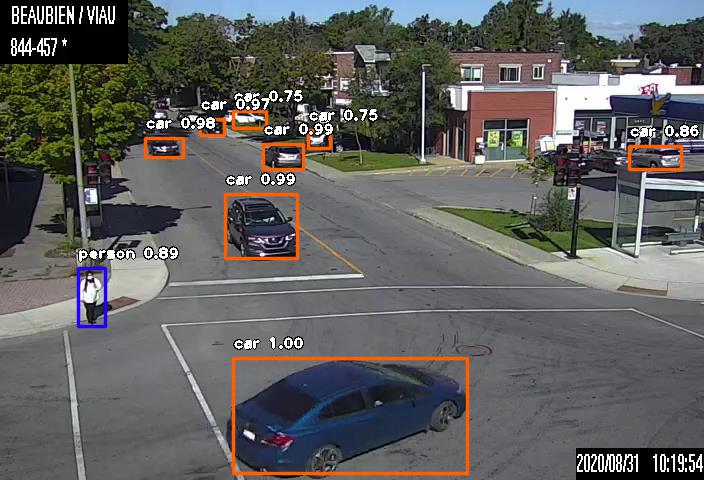 BEAUBIEN / VIAU
844-457 *
car 0.75
car 0.97
car 0.75
car 0.98
car 0.99
car 0.86
car 0.99
person 0.89
car 1.00
2020/08/31 10:19:54